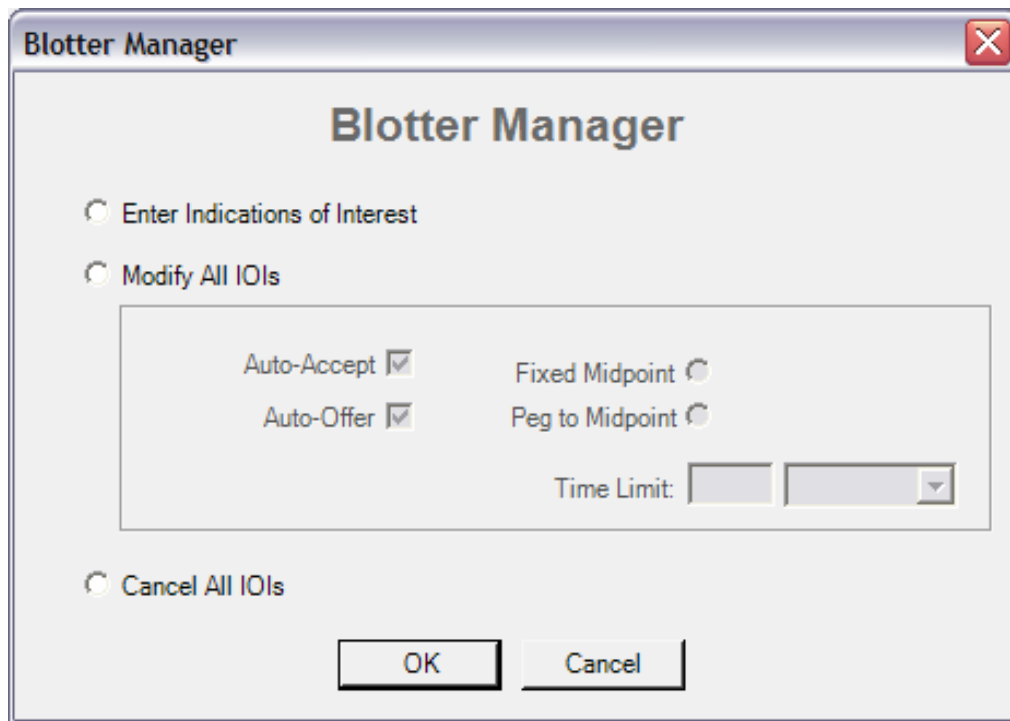 Blotter Manager
Blotter Manager
Enter Indications of Interest
Modify All IOIs
Auto-Accept
Fixed Midpoint
Auto-Offer
Peg to Midpoint
Time Limit:
Cancel All IOIs
OK
Cancel